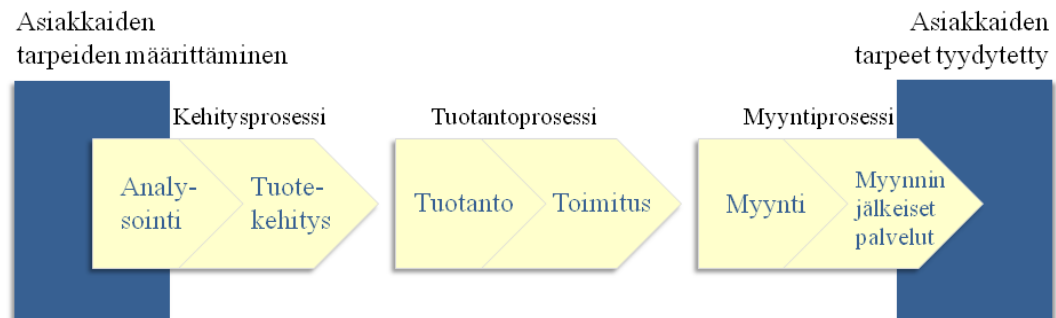 Asiakkaiden
tarpeiden määrittäminen
Asiakkaiden
tarpeet tyydytetty
Kehitysprosessi
Tuotantoprosessi
Myyntiprosessi
Analy-
sointi
Tuote-
kehitys
Tuotanto
Toimitus
Myynti
Myynnin
jälkeiset
palvelut